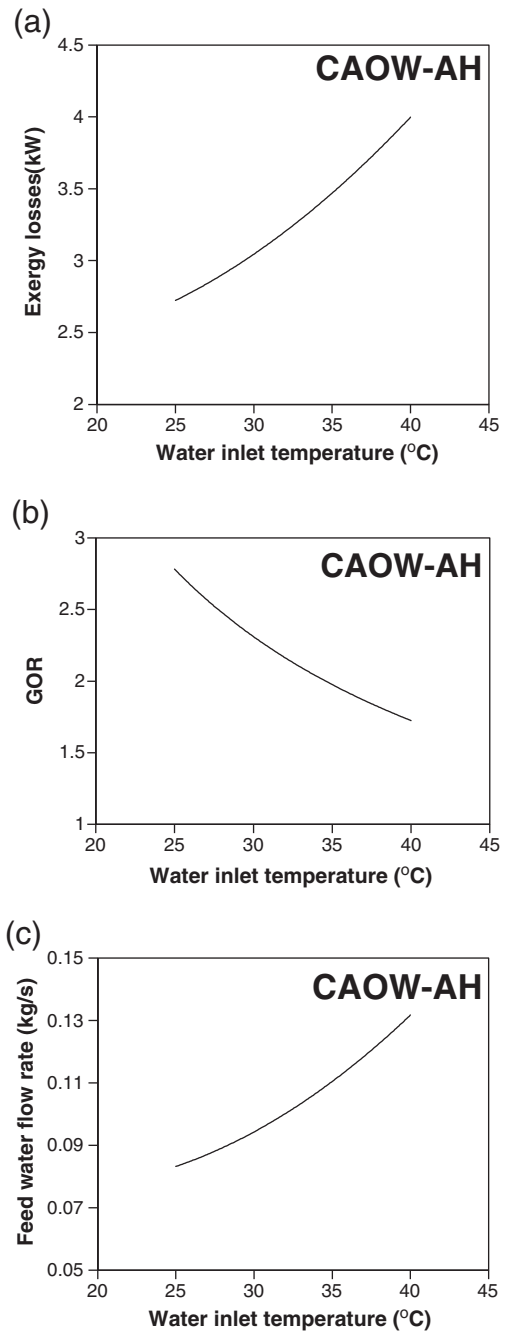 (a)
CAOW-AH
4.5
4
3.5
3
2.5
2
20 25 30 35 40 45
Exergy losses(kW)
Water inlet temperature (°C)
(b)
CAOW-AH
3
2.5
2
1.5
1
20 25 30 35 40 45
GOR
Water inlet temperature (°C)
(c)
CAOW-AH
0.15
0.13
0.11
0.09
0.07
0.05
20 25 30 35 40 45
Feed water flow rate (kg/s)
Water inlet temperature (°C)